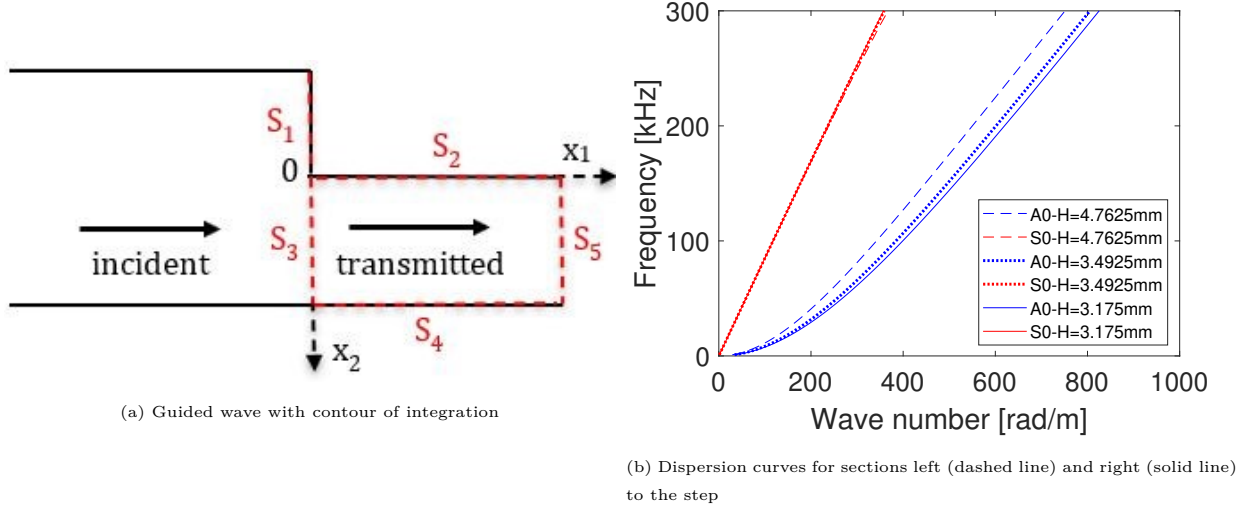 S1
0
S2
x1
S3
incident
transmitted
S5
S4
x2
(a) Guided wave with contour of integration
Frequency [kHz]
300
200
100
0
0 200 400 600 800 1000
Wave number [rad/m]
A0-H=4.7625mm
S0-H=4.7625mm
A0-H=3.4925mm
S0-H=3.4925mm
A0-H=3.175mm
S0-H=3.175mm
(b) Dispersion curves for sections left (dashed line) and right (solid line)
to the step